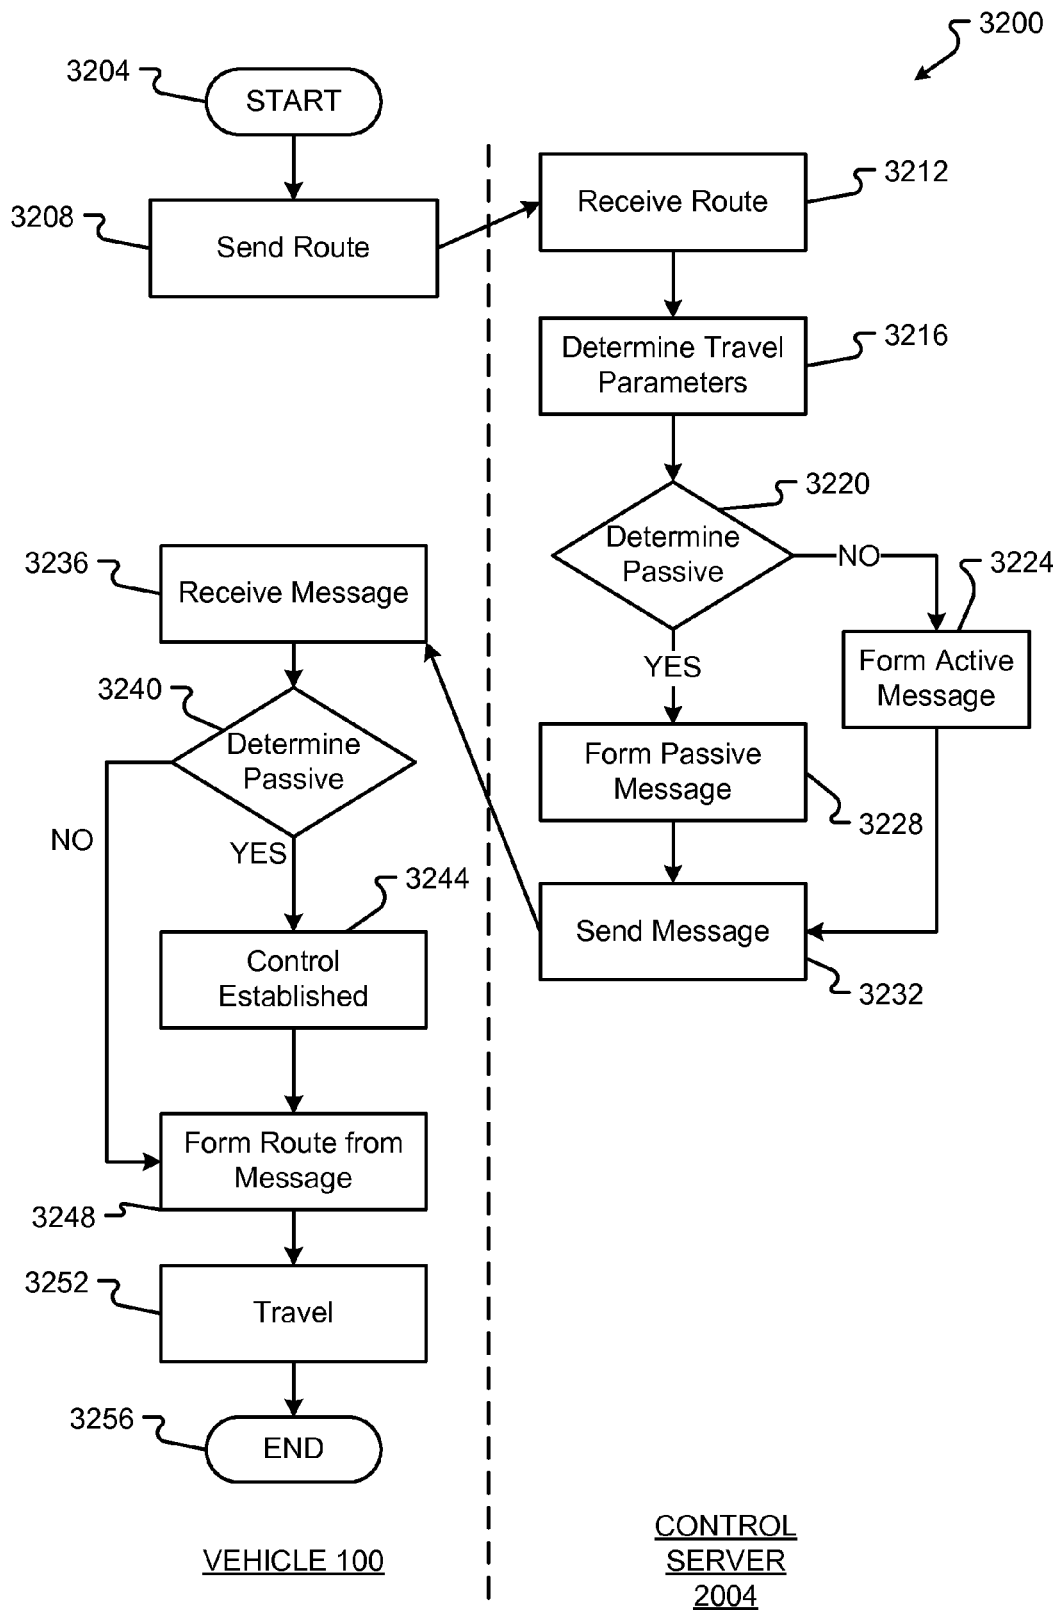 3200
3204
START
3208
Send Route
3212
Receive Route
3216
Determine Travel
Parameters
3220
Determine
Passive
NO
3224
Form Active
Message
YES
Form Passive
Message
3228
Send Message
3232
3236
Receive Message
3240
Determine
Passive
NO
YES
3244
Control
Established
Form Route from
Message
3248
3252
Travel
3256
END
VEHICLE 100
CONTROL
SERVER
2004